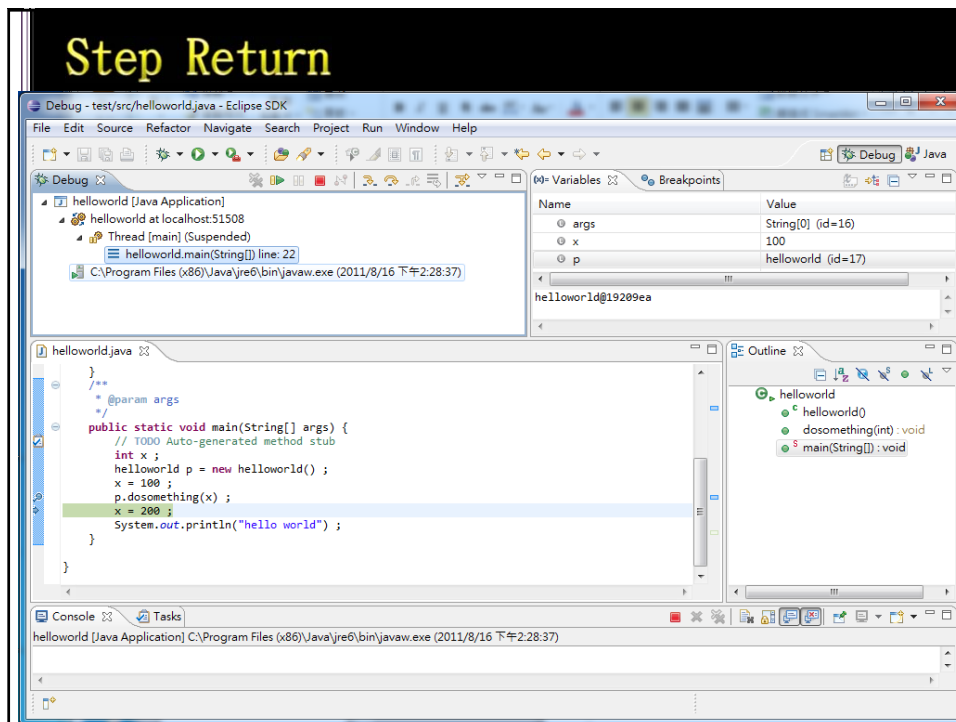 Step Return
Debug - test/src/helloworld.java - Eclipse SDK
File Edit Source Refactor Navigate Search Project Run Window Help
Debug Java
Debug
helloworld [Java Application]
helloworld at localhost:51508
Thread [main] (Suspended)
helloworld.main(String[]) line: 22
C:\Program Files (x86)\Java\jre6\bin\javaw.exe (2011/8/16 下午2:28:37)
(x)= Variables Breakpoints
Name Value
args String[0] (id=16)
x 100
p helloworld (id=17)
helloworld@19209ea
helloworld.java
}
/**
* @param args
*/
public static void main(String[] args) {
// TODO Auto-generated method stub
int x ;
helloworld p = new helloworld() ;
x = 100 ;
p.dosomething(x) ;
x = 200 ;
System.out.println("hello world") ;
}
}
Outline
helloworld
helloworld()
dosomething(int) : void
main(String[]) : void
Console Tasks
helloworld [Java Application] C:\Program Files (x86)\Java\jre6\bin\javaw.exe (2011/8/16 下午2:28:37)